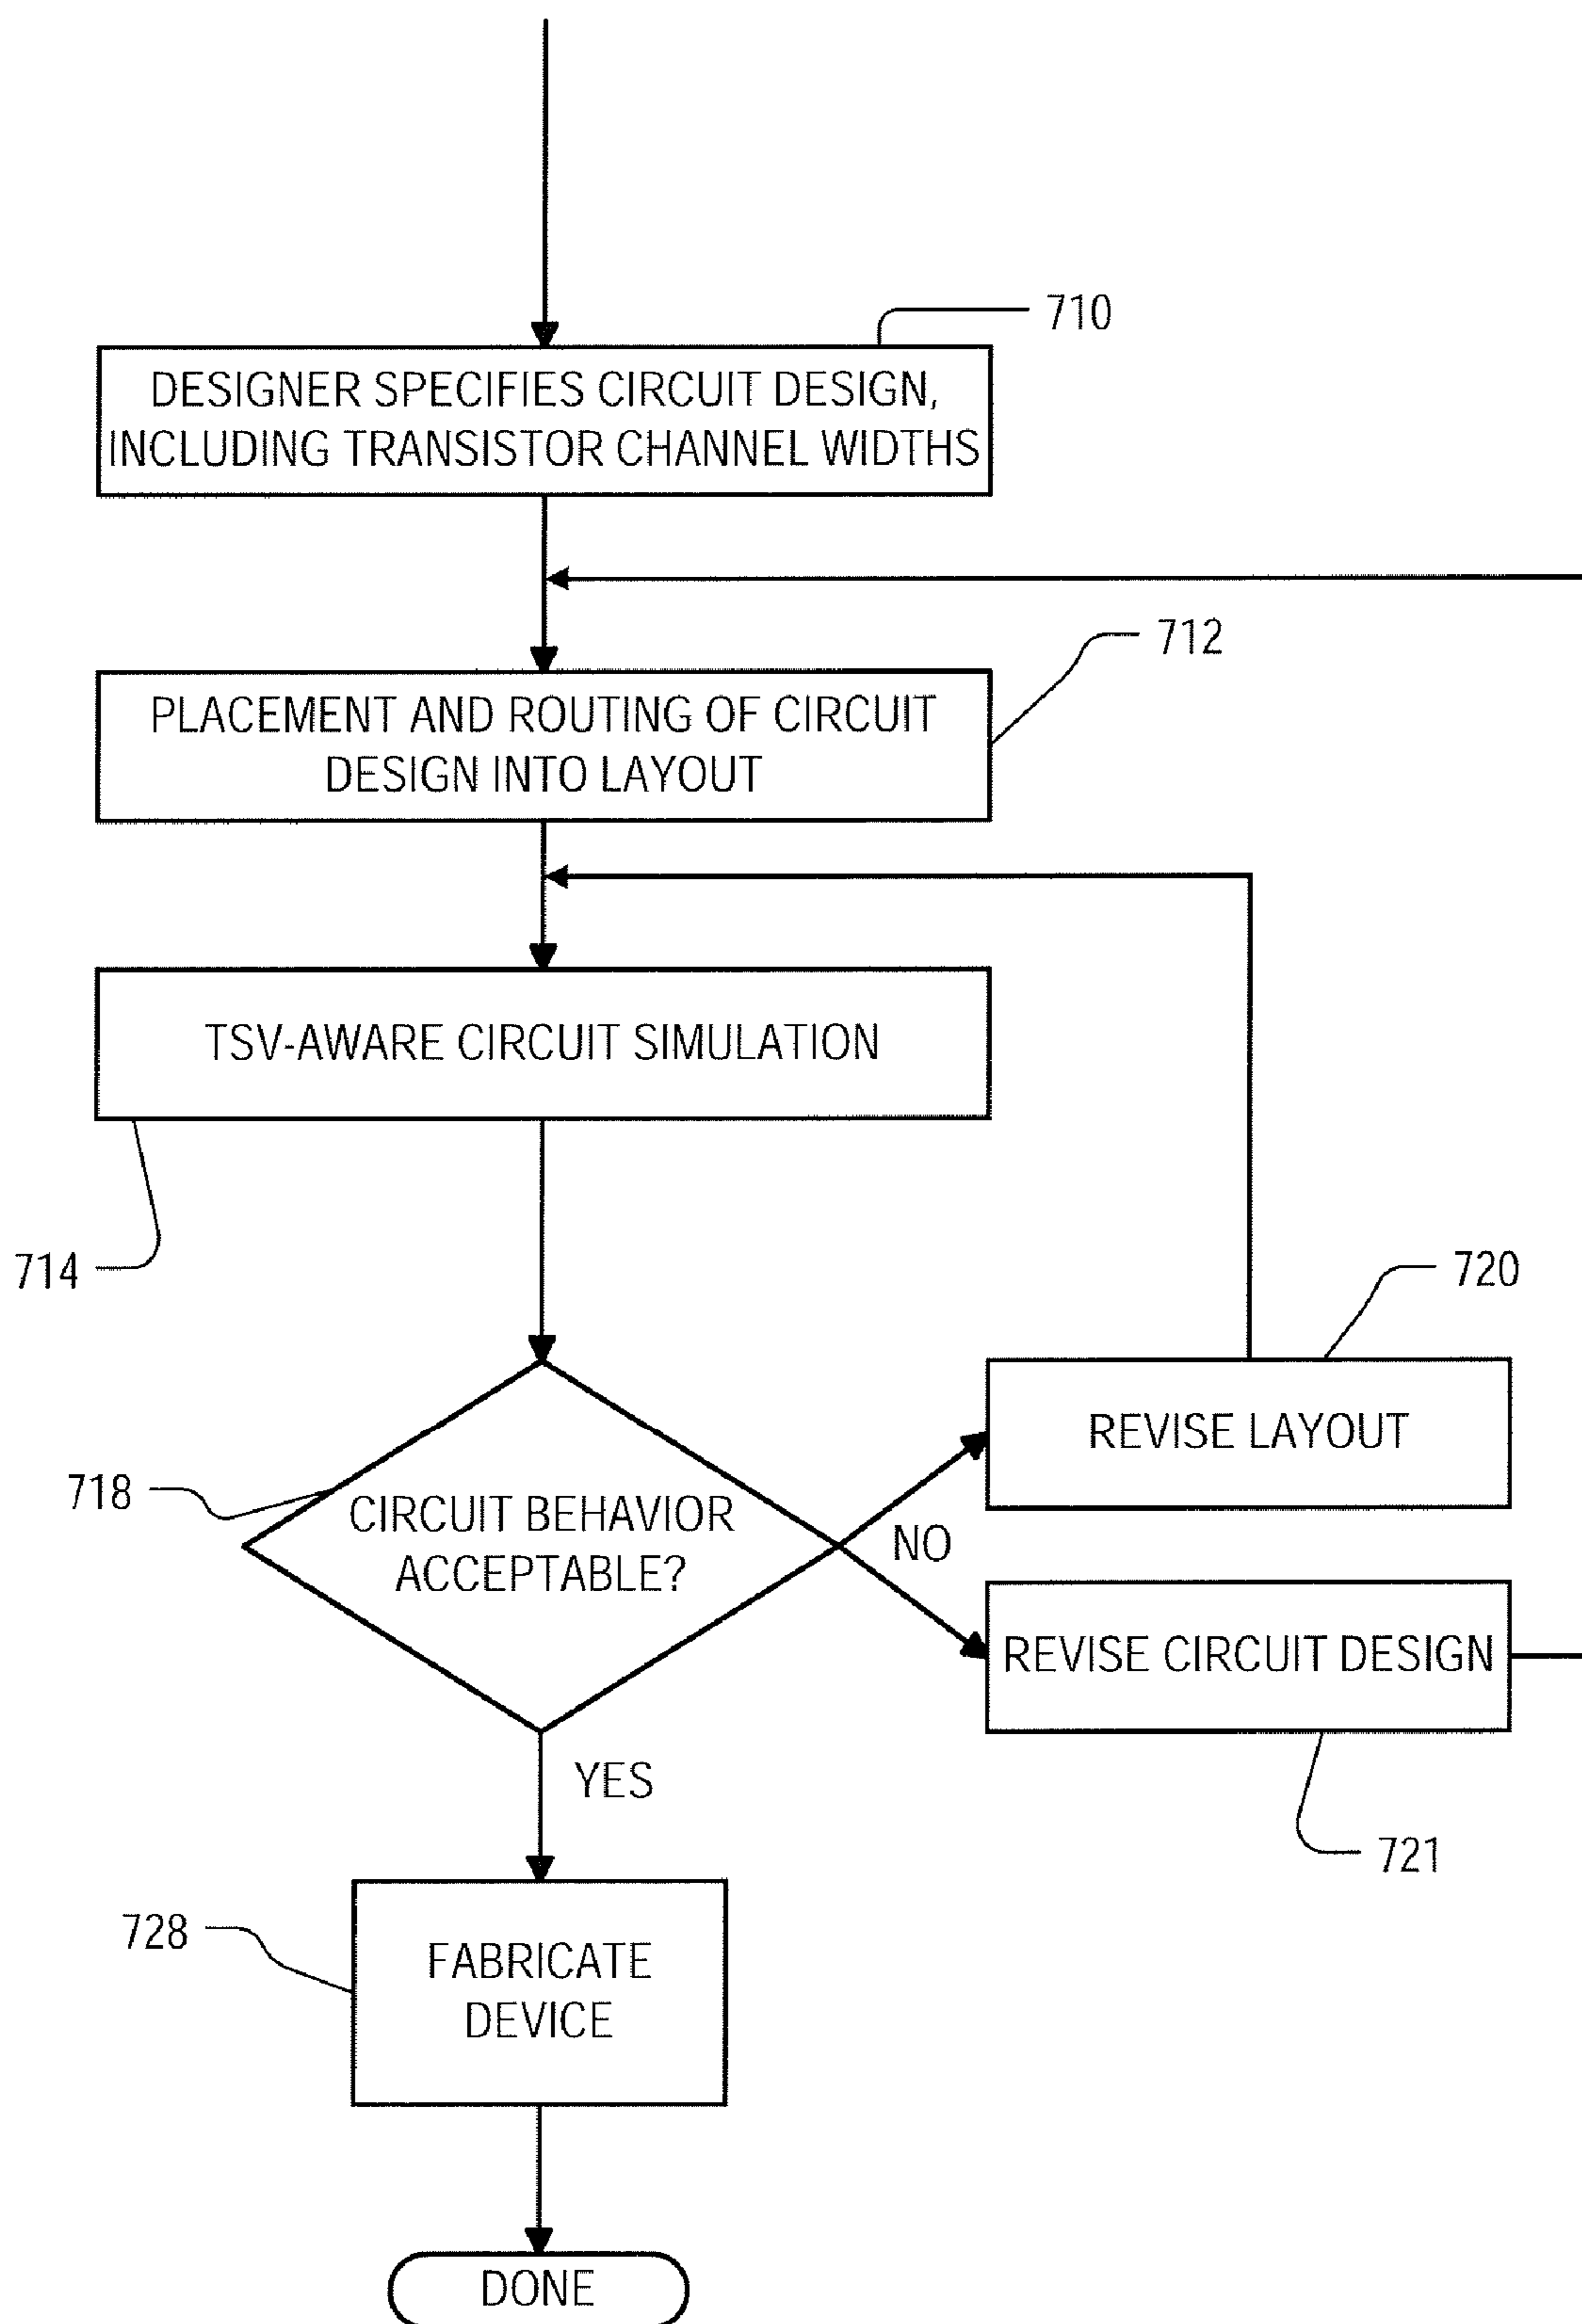 710
DESIGNER SPECIFIES CIRCUIT DESIGN,
INCLUDING TRANSISTOR CHANNEL WIDTHS
712
PLACEMENT AND ROUTING OF CIRCUIT
DESIGN INTO LAYOUT
TSV-AWARE CIRCUIT SIMULATION
714
720
REVISE LAYOUT
718
CIRCUIT BEHAVIOR
ACCEPTABLE?
NO
REVISE CIRCUIT DESIGN
YES
721
728
FABRICATE
DEVICE
DONE